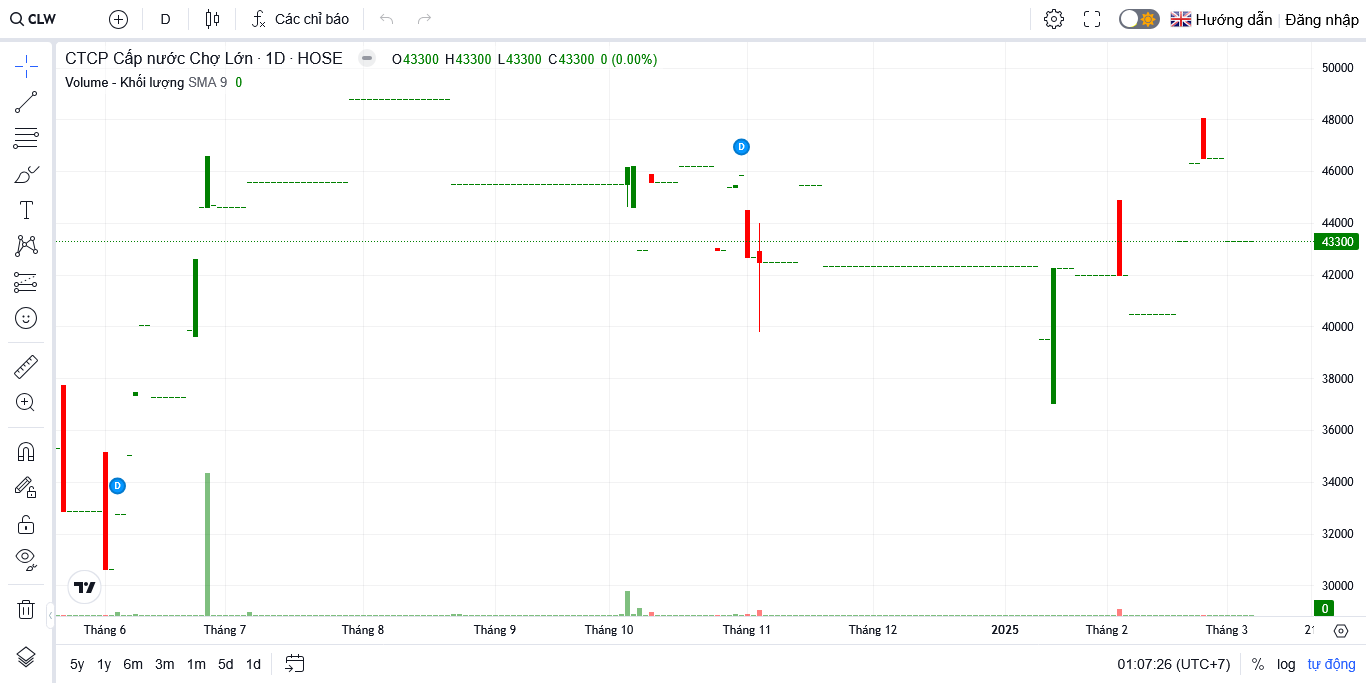 CLW D Các chỉ báo Hướng dẫn Đăng nhập
CTCP Cấp nước Chợ Lớn · 1D · HOSE O43300 H43300 L43300 C43300 0 (0.00%)
Volume - Khối lượng SMA 9 0
50000
48000
D
46000
44000
43300
42000
40000
38000
36000
34000
D
32000
30000
0
Tháng 6 Tháng 7 Tháng 8 Tháng 9 Tháng 10 Tháng 11 Tháng 12 2025 Tháng 2 Tháng 3
5y 1y 6m 3m 1m 5d 1d 01:07:26 (UTC+7) % log tự động